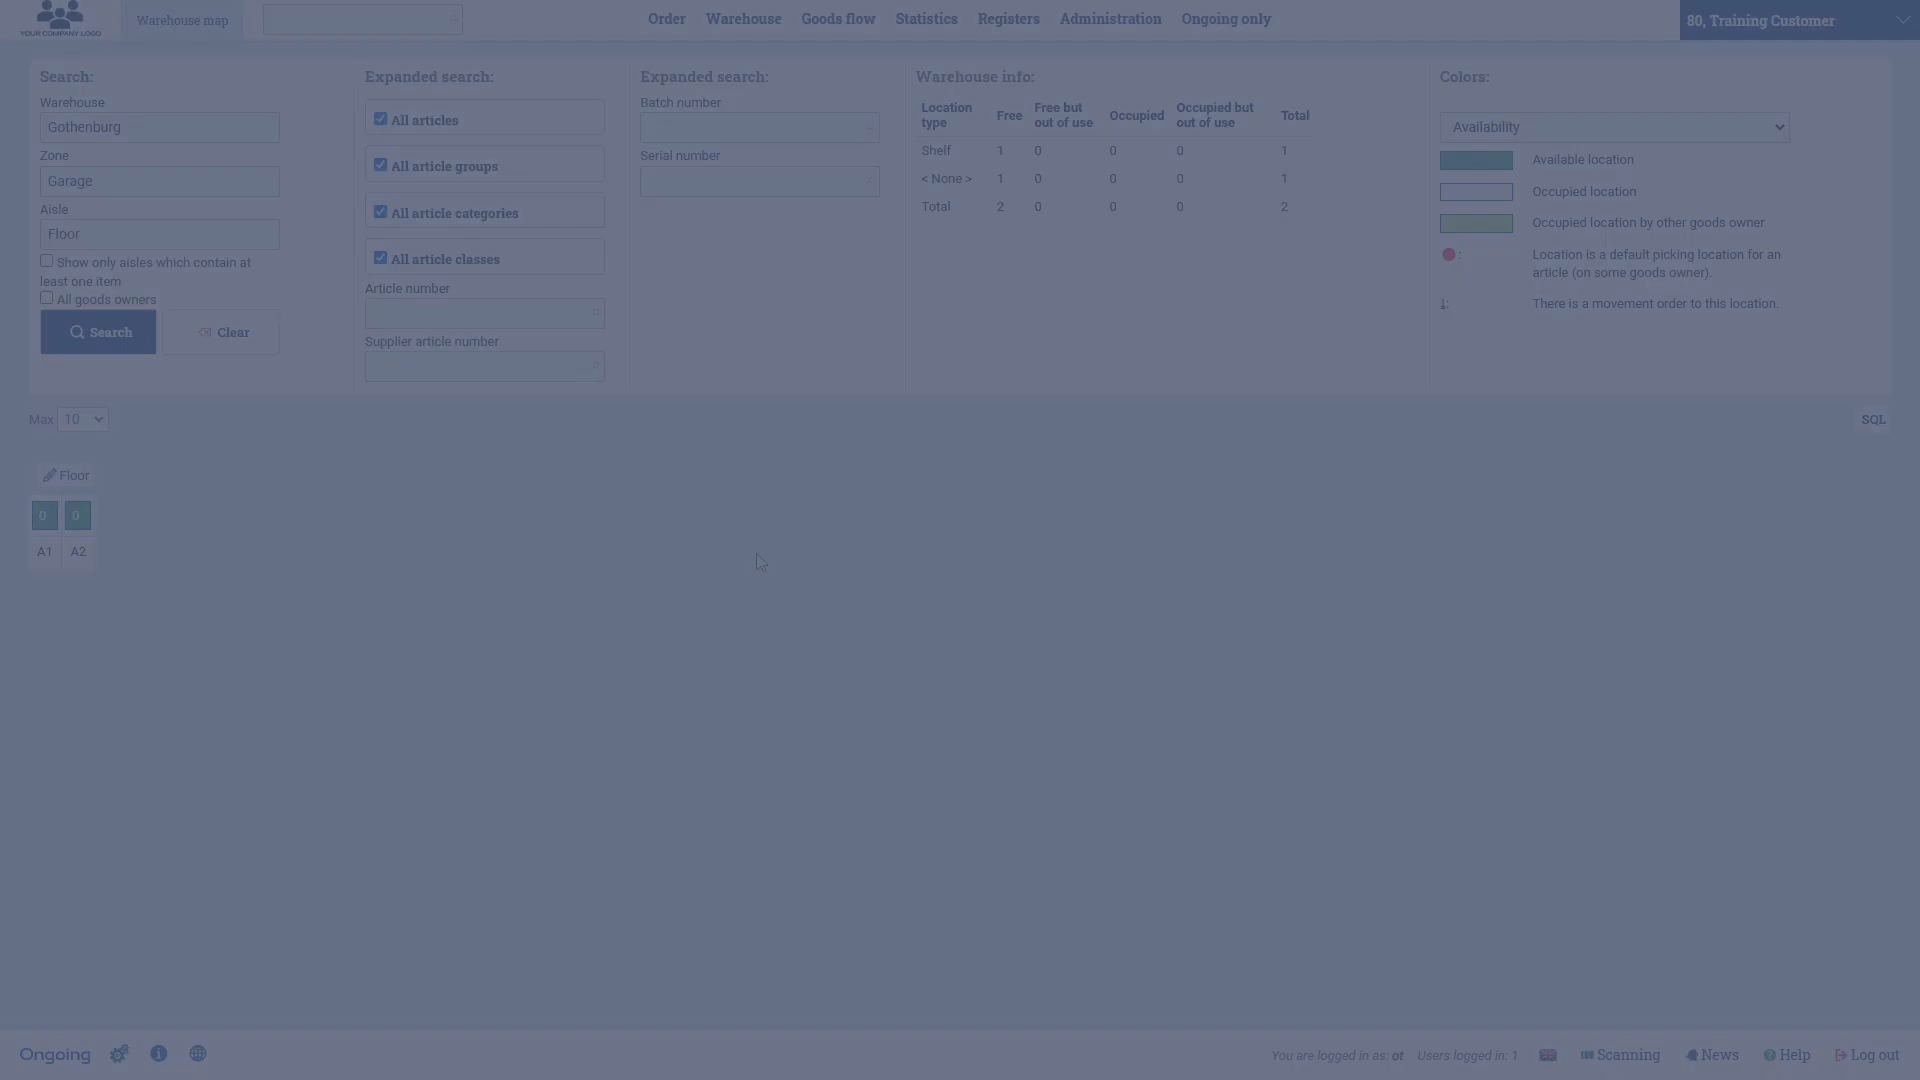 YOUR COMPANY LOGO
Warehouse map
Order Warehouse Goods flow Statistics Registers Administration Ongoing only
80, Training Customer
Search:
Warehouse
Gothenburg
Zone
Garage
Aisle
Floor
Show only aisles which contain at
least one item
All goods owners
Search Clear
Expanded search:
All articles
All article groups
All article categories
All article classes
Article number
Supplier article number
Expanded search:
Batch number
Serial number
Warehouse info:
Location type Free Free but out of use Occupied Occupied but out of use Total
Shelf 1 0 0 0 1
< None > 1 0 0 0 1
Total 2 0 0 0 2
Colors:
Availability
Available location
Occupied location
Occupied location by other goods owner
: Location is a default picking location for an
article (on some goods owner).
: There is a movement order to this location.
Max 10
SQL
Floor
0 0
A1 A2
Ongoing
You are logged in as: ot Users logged in: 1 Scanning News Help Log out